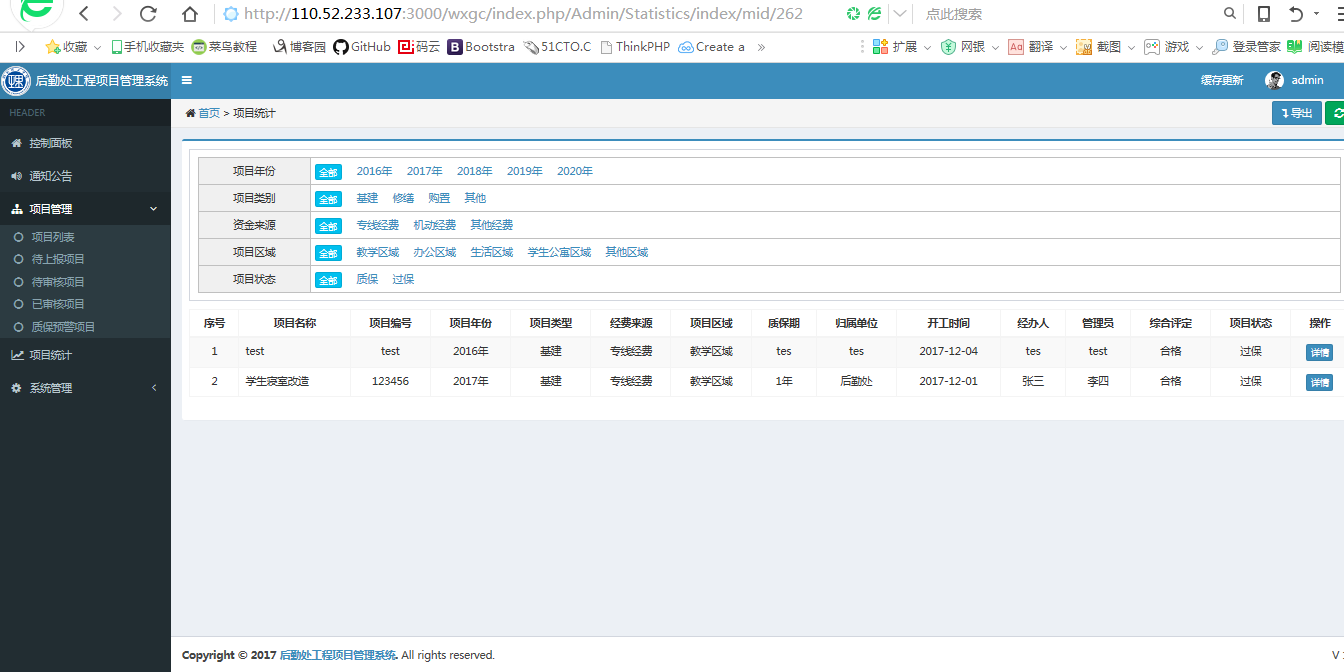 http://110.52.233.107:3000/wxgc/index.php/Admin/Statistics/index/mid/262 点此搜索
收藏 手机收藏夹 菜鸟教程 博客园 GitHub 码云 Bootstra 51CTO.C ThinkPHP Create a » 扩展 网银 翻译 截图 游戏 登录管家 阅读模
后勤处工程项目管理系统 缓存更新 admin
HEADER
首页 > 项目统计 导出
控制面板
通知公告
项目管理
项目列表
待上报项目
待审核项目
已审核项目
质保预警项目
项目统计
系统管理
项目年份 全部 2016年 2017年 2018年 2019年 2020年
项目类别 全部 基建 修缮 购置 其他
资金来源 全部 专线经费 机动经费 其他经费
项目区域 全部 教学区域 办公区域 生活区域 学生公寓区域 其他区域
项目状态 全部 质保 过保
序号 项目名称 项目编号 项目年份 项目类型 经费来源 项目区域 质保期 归属单位 开工时间 经办人 管理员 综合评定 项目状态 操作
1 test test 2016年 基建 专线经费 教学区域 tes tes 2017-12-04 tes test 合格 过保 详情
2 学生寝室改造 123456 2017年 基建 专线经费 教学区域 1年 后勤处 2017-12-01 张三 李四 合格 过保 详情
Copyright © 2017 后勤处工程项目管理系统. All rights reserved. V